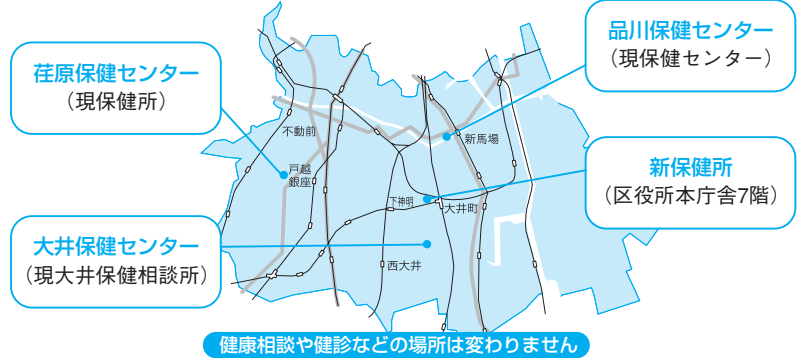 品川保健センター
（現保健センター）
荏原保健センター
（現保健所）
不動前
新馬場
戸越
銀座
新保健所
（区役所本庁舎7階）
下神明
大井町
大井保健センター
（現大井保健相談所）
西大井
健康相談や健診などの場所は変わりません